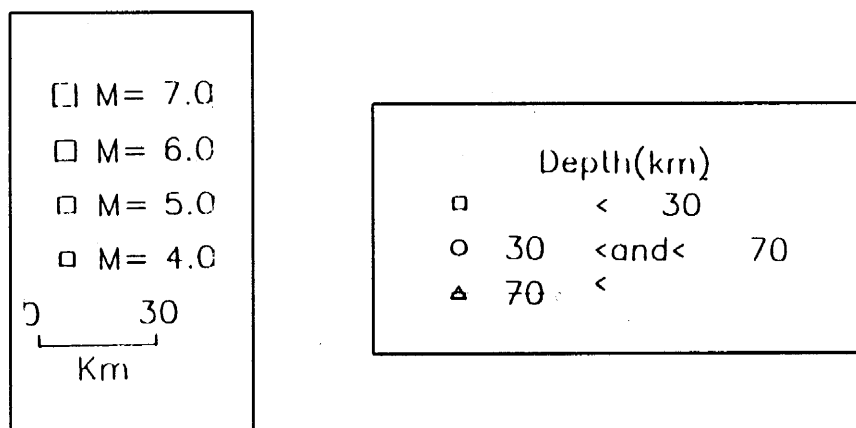 M= 7.0
M= 6.0
M= 5.0
M= 4.0
0 30
Km
Depth(km)
< 30
30 <and< 70
70 <